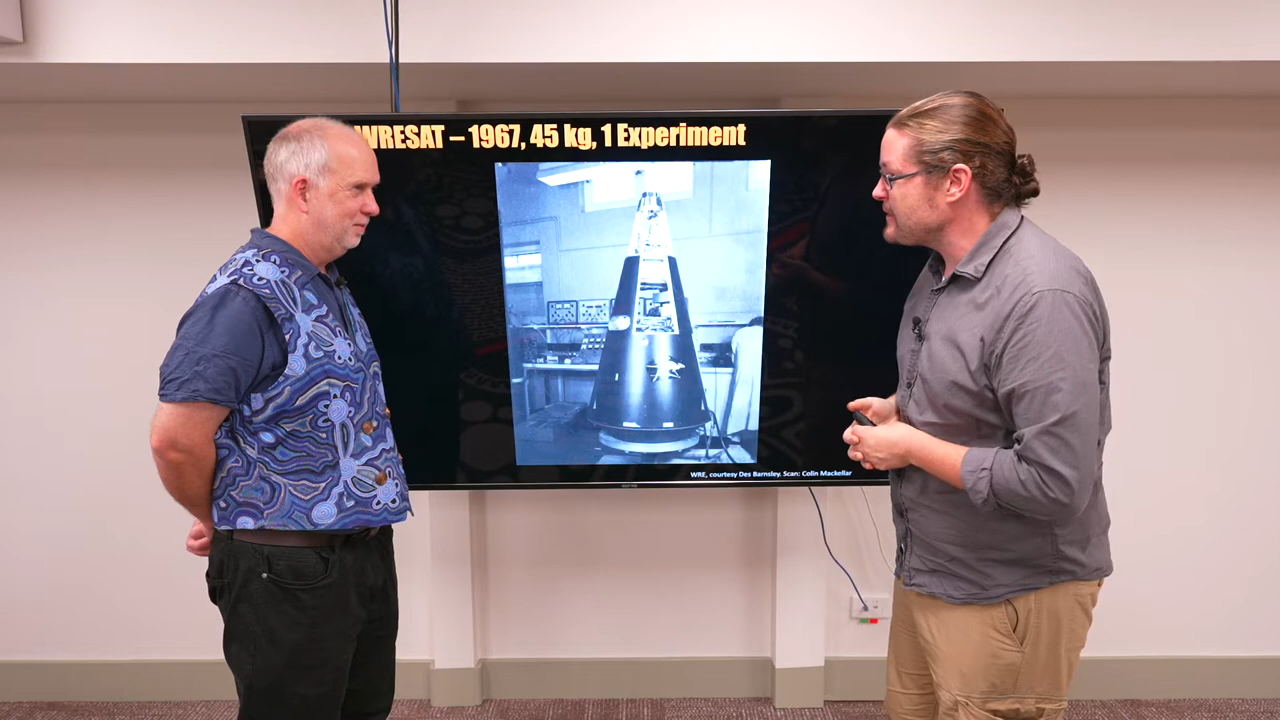 WRESAT – 1967, 45 kg, 1 Experiment
WRE, courtesy Des Barnsley. Scan: Colin Mackellar